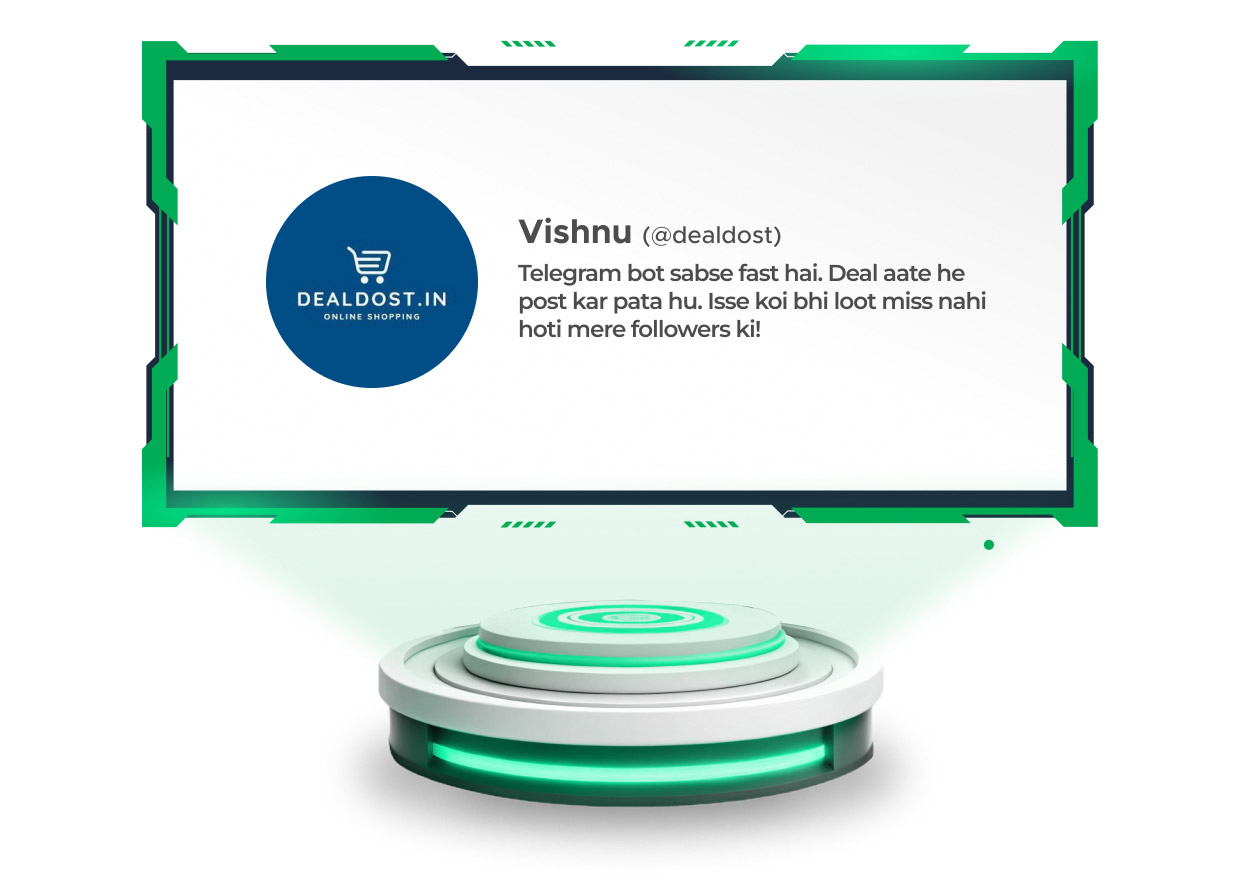 DEALDOST.IN
ONLINE SHOPPING
Vishnu (@dealdost)
Telegram bot sabse fast hai. Deal aate he
post kar pata hu. Isse koi bhi loot miss nahi
hoti mere followers ki!